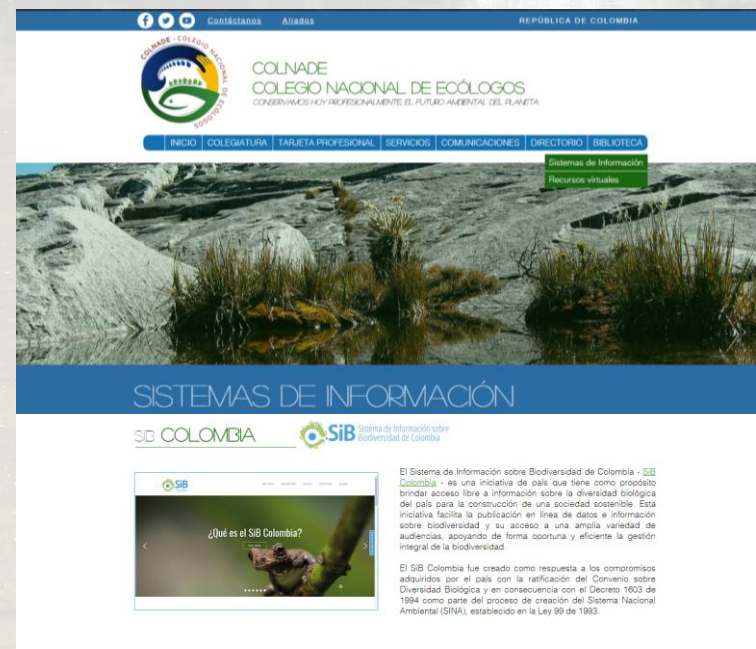 Contáctanos Aliados REPÚBLICA DE COLOMBIA
COLNADE - COLEGIO NACIONAL DE ECÓLOGOS
COLNADE
COLEGIO NACIONAL DE ECÓLOGOS
CONSERVAMOS HOY PROFESIONALMENTE, EL FUTURO AMBIENTAL DEL PLANETA
INICIO COLEGIATURA TARJETA PROFESIONAL SERVICIOS COMUNICACIONES DIRECTORIO BIBLIOTECA
Sistemas de Información
Recursos virtuales
SISTEMAS DE INFORMACIÓN
SIB COLOMBIA
SiB Sistema de Información sobre
Biodiversidad de Colombia
SiB
¿Qué es el SiB Colombia?
El Sistema de Información sobre Biodiversidad de Colombia - SiB
Colombia - es una iniciativa de país que tiene como propósito
brindar acceso libre a información sobre la diversidad biológica
del país para la construcción de una sociedad sostenible. Esta
iniciativa facilita la publicación en línea de datos e información
sobre biodiversidad y su acceso a una amplia variedad de
audiencias, apoyando de forma oportuna y eficiente la gestión
integral de la biodiversidad.
El SiB Colombia fue creado como respuesta a los compromisos
adquiridos por el país con la ratificación del Convenio sobre
Diversidad Biológica y en consecuencia con el Decreto 1603 de
1994 como parte del proceso de creación del Sistema Nacional
Ambiental (SINA), establecido en la Ley 99 de 1993.